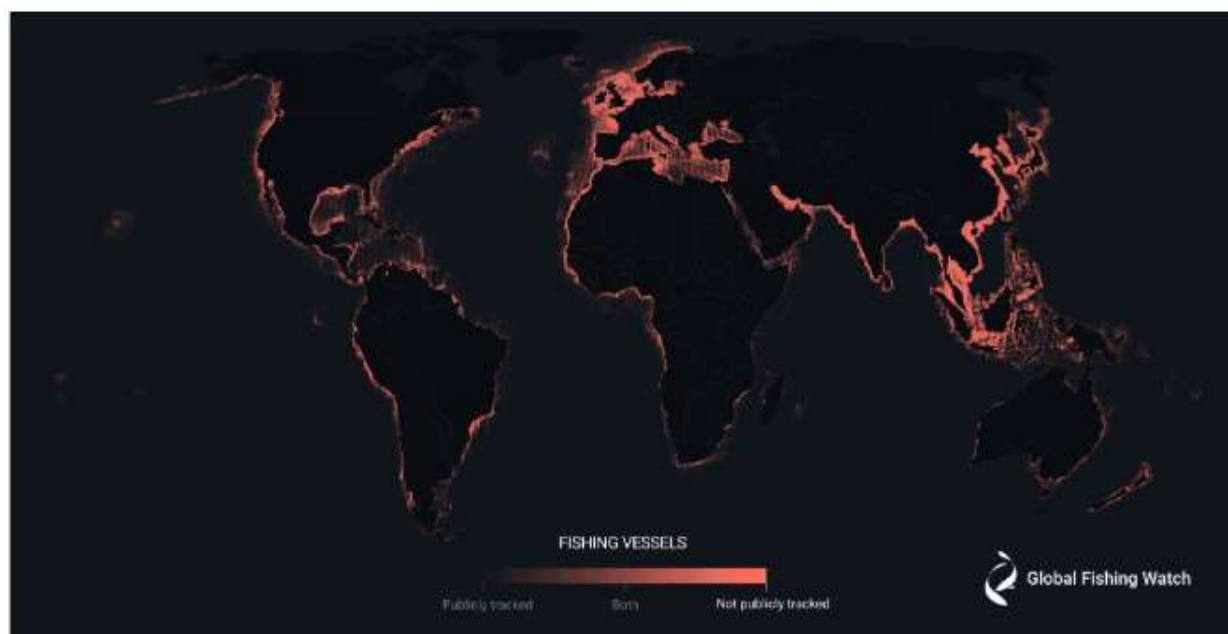 FISHING VESSELS
Publicly tracked
Both
Not publicly tracked
Global Fishing Watch